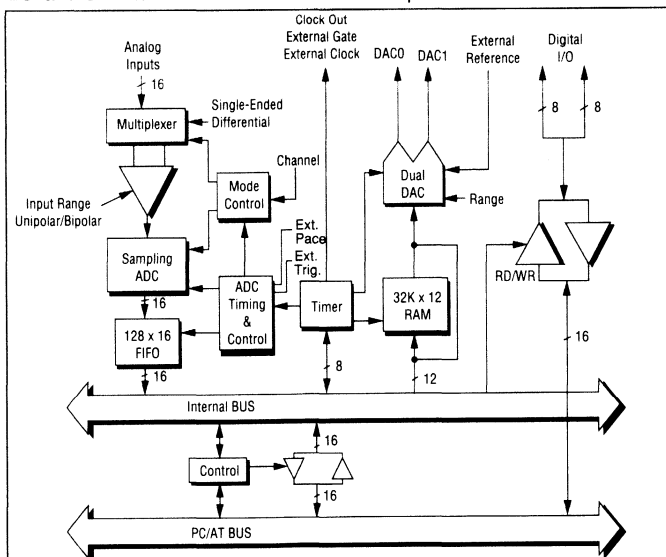 Clock Out
External Gate
External Clock
DAC0
DAC1
External
Reference
Digital
I/O
Analog
Inputs
16
8
8
Single-Ended
Differential
Multiplexer
Channel
Mode
Control
Dual
DAC
Input Range
Unipolar/Bipolar
Range
Ext.
Pace
Ext.
Trig.
Sampling
ADC
ADC
Timing
&
Control
Timer
32K x 12
RAM
RD/WR
16
128 x 16
FIFO
16
16
8
12
Internal BUS
16
Control
16
PC/AT BUS